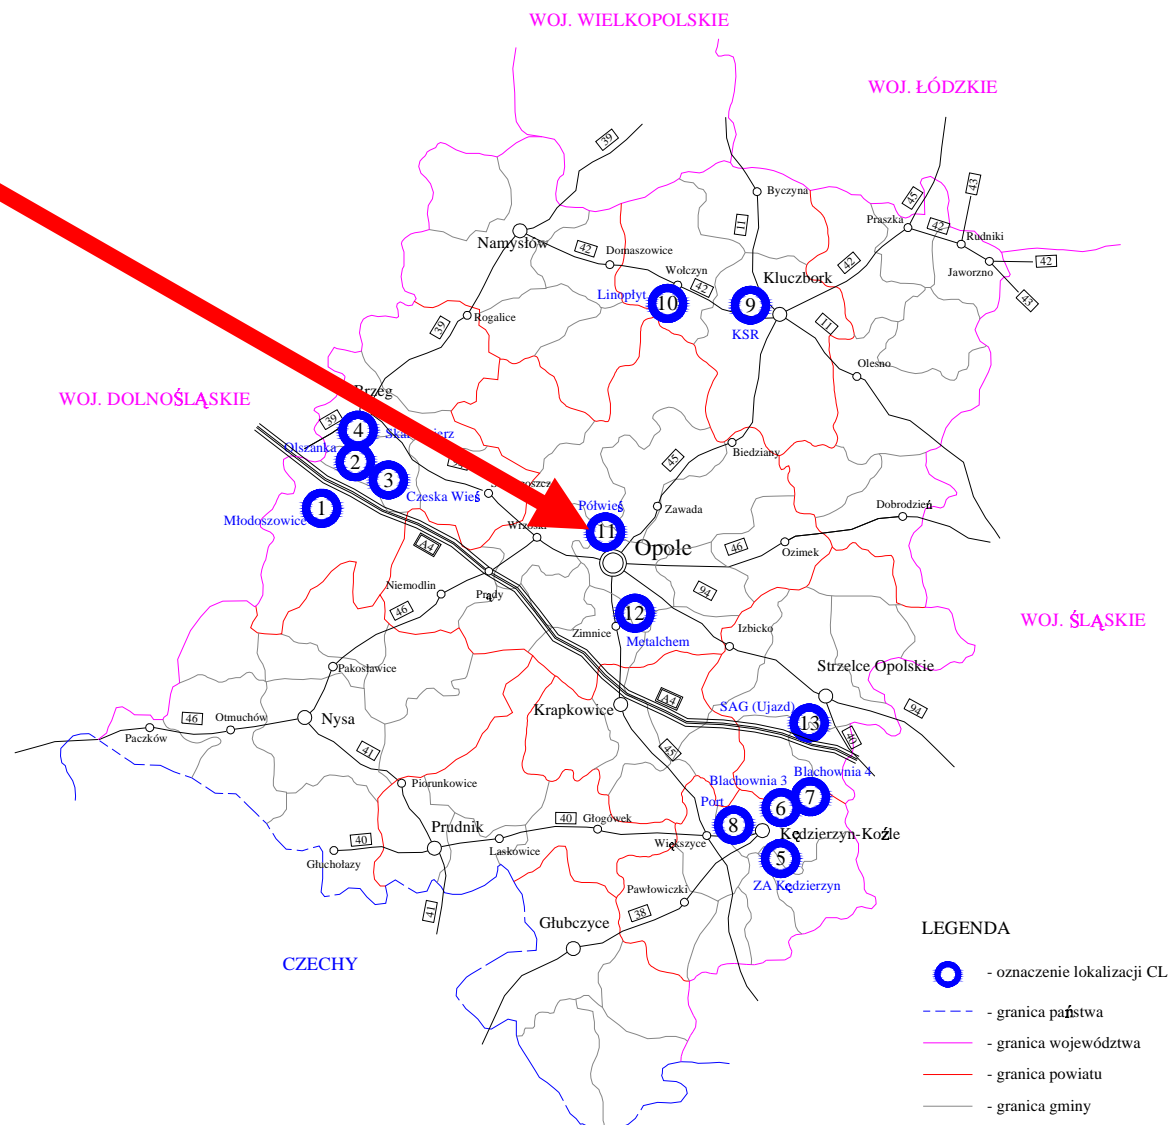 WOJ. WIELKOPOLSKIE
WOJ. ŁÓDZKIE
39
43
45
Byczyna
11
Praszka
42
Rudniki
Namysłów
42
Domaszowice
42
Jaworzno
42
Wołczyn
42
Kluczbork
43
Linopłyt
10
9
Rogalice
39
KSR
11
Olesno
WOJ. DOLNOŚLĄSKIE
Brzeg
39
4
Olszanka
2
3
Czeska Wieś
45
Biedziany
1
Młodoszowice
Półwieś
Zawada
Dobrodzień
11
A4
Opole
46
Ozimek
Niemodlin
Prądy
46
94
12
Zimnice
Metalchem
Izbicko
WOJ. ŚLĄSKIE
Pakosławice
Strzelce Opolskie
A4
SAG (Ujazd)
13
94
40
Krapkowice
46
Otmuchów
Nysa
Paczków
41
45
Blachownia 3
Blachownia 4
Piorunkowice
Port
7
6
8
Kędzierzyn-Koźle
Prudnik
40
Głogówek
40
Głuchołazy
Laskowice
Większyce
5
ZA Kędzierzyn
41
Pawłowiczki
38
Głubczyce
CZECHY
LEGENDA
- oznaczenie lokalizacji CL
- granica państwa
- granica województwa
- granica powiatu
- granica gminy